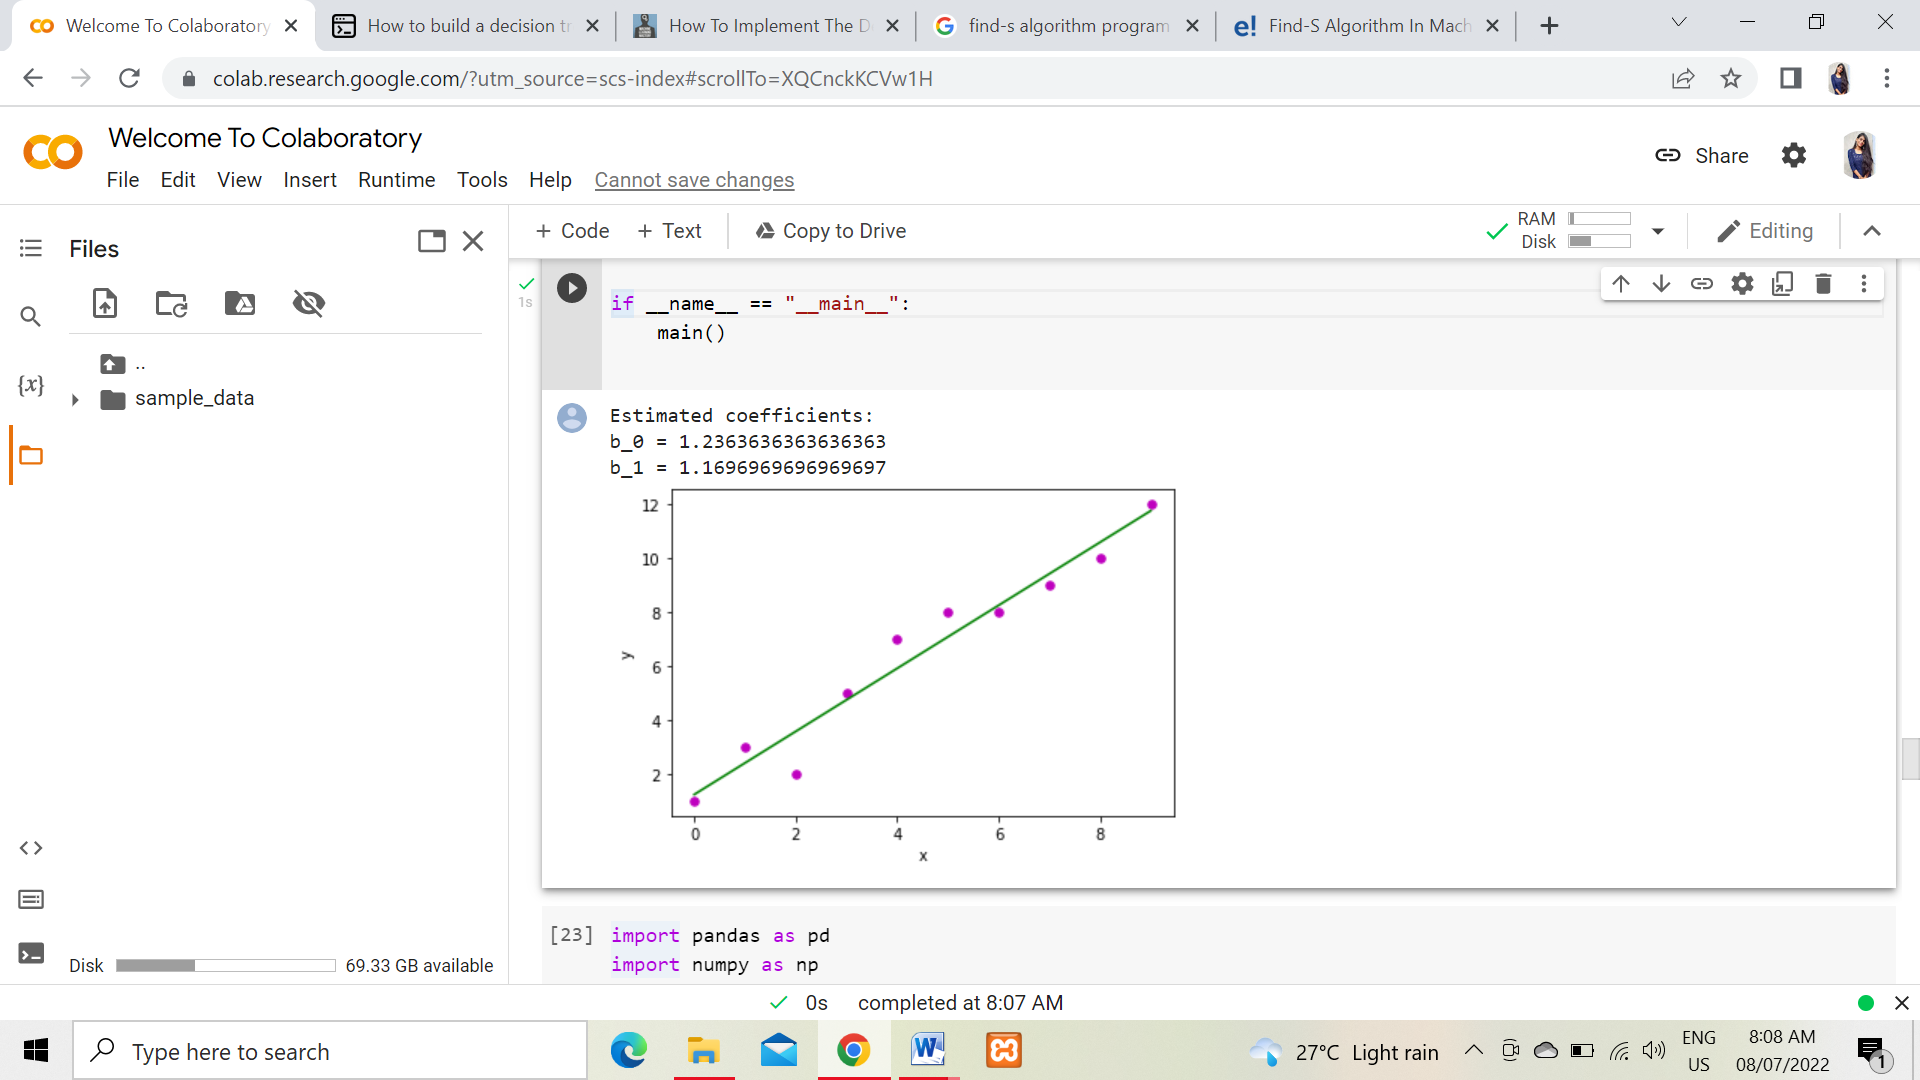 Welcome To Colaboratory
How to build a decision tr
How To Implement The D
find-s algorithm program
e! Find-S Algorithm In Mach
colab.research.google.com/?utm_source=scs-index#scrollTo=XQCnckKCVw1H
Welcome To Colaboratory
Share
File Edit View Insert Runtime Tools Help Cannot save changes
Files
+ Code + Text Copy to Drive
RAM
Disk
Editing
1s
if __name__ == "__main__":
main()
..
{x}
sample_data
Estimated coefficients:
b_0 = 1.2363636363636363
b_1 = 1.1696969696969697
12
10
8
6
4
2
y
0 2 4 6 8
x
[23] import pandas as pd
import numpy as np
Disk 69.33 GB available
0s completed at 8:07 AM
Type here to search
27°C Light rain
ENG
US
8:08 AM
08/07/2022
1